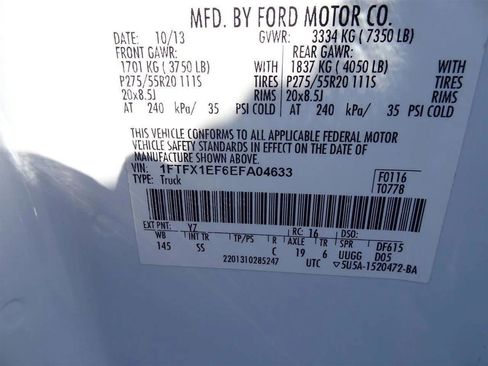 MFD. BY FORD MOTOR CO.
DATE: 10/13 GVWR: 3334 KG (7350 LB)
FRONT GAWR: REAR GAWR:
1701 KG (3750 LB) WITH 1837 KG (4050 LB) WITH
P275/55R20 111S TIRES P275/55R20 111S TIRES
20x8.5J RIMS 20x8.5J RIMS
AT 240 kPa/ 35 PSI COLD AT 240 kPa/ 35 PSI COLD
THIS VEHICLE CONFORMS TO ALL APPLICABLE FEDERAL MOTOR
VEHICLE SAFETY STANDARDS IN EFFECT ON THE DATE OF
MANUFACTURE SHOWN ABOVE.
VIN: 1FTFX1EF6EFA04633 F0116
TYPE: Truck T0778
EXT PNT: YZ RC: 16 DSO:
WB INT TR TP/PS R AXLE TR SPR DF615
145 SS C 19 6 UUGG D05
2201310285247 UTC ▽5U5A-1520472-BA